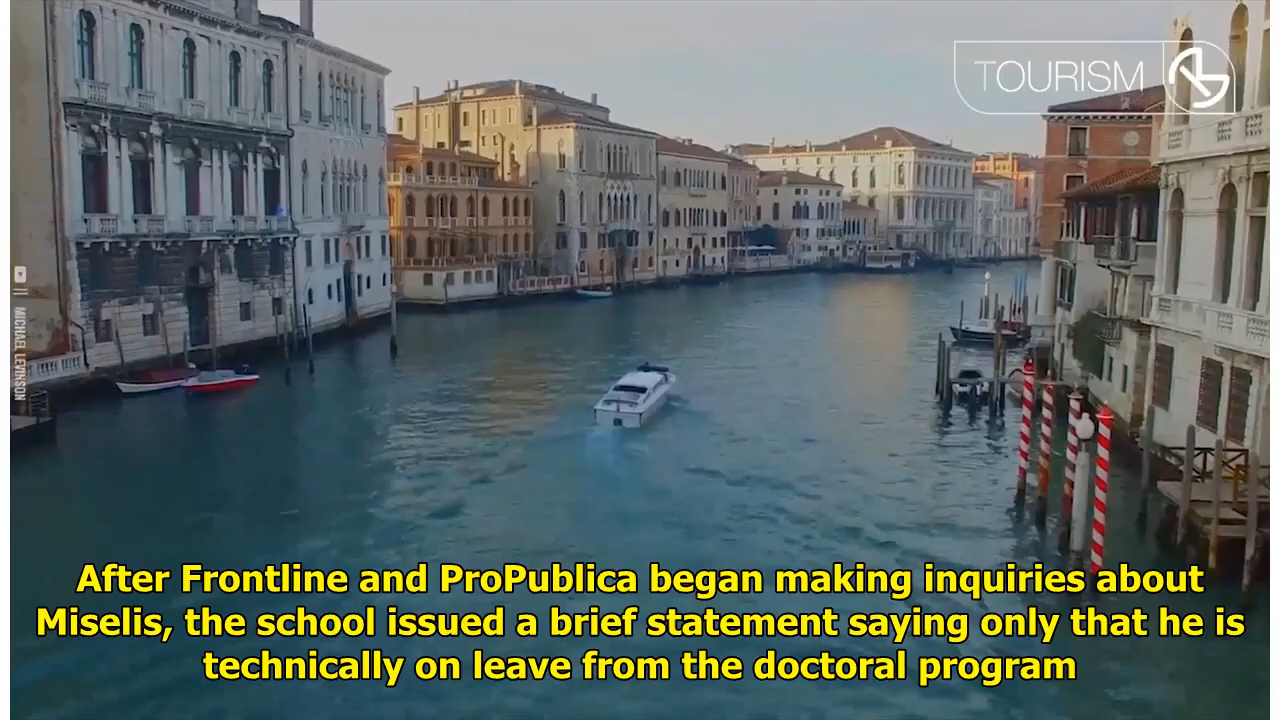 TOURISM
MICHAEL LEVINSON
After Frontline and ProPublica began making inquiries about
Miselis, the school issued a brief statement saying only that he is
technically on leave from the doctoral program